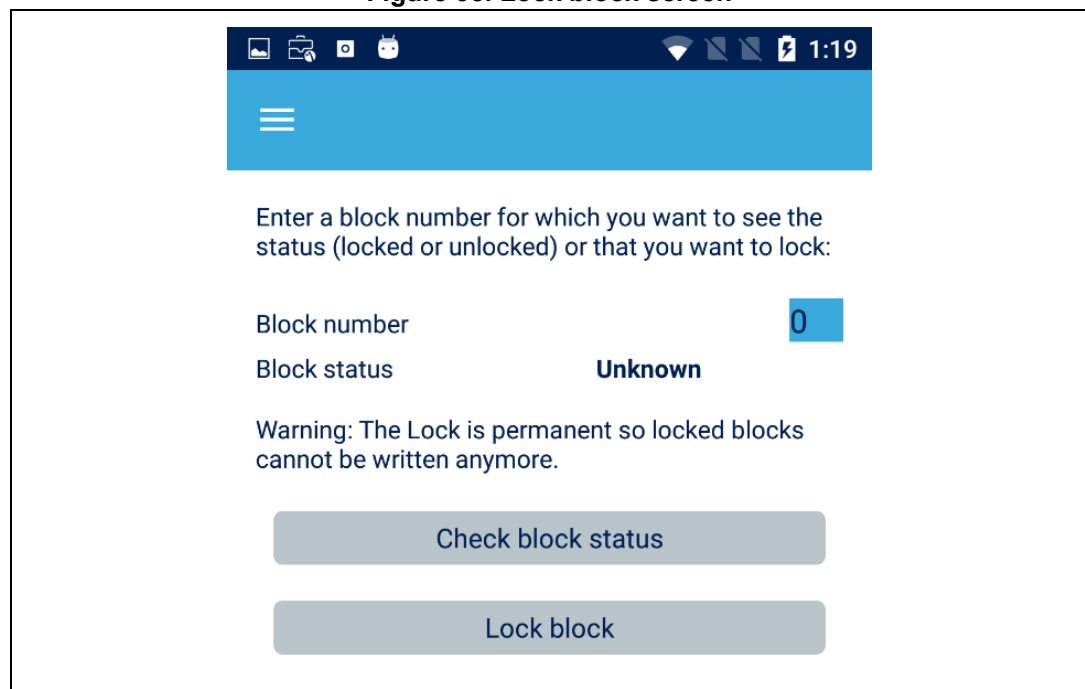 1:19
Enter a block number for which you want to see the
status (locked or unlocked) or that you want to lock:
Block number 0
Block status Unknown
Warning: The Lock is permanent so locked blocks
cannot be written anymore.
Check block status
Lock block